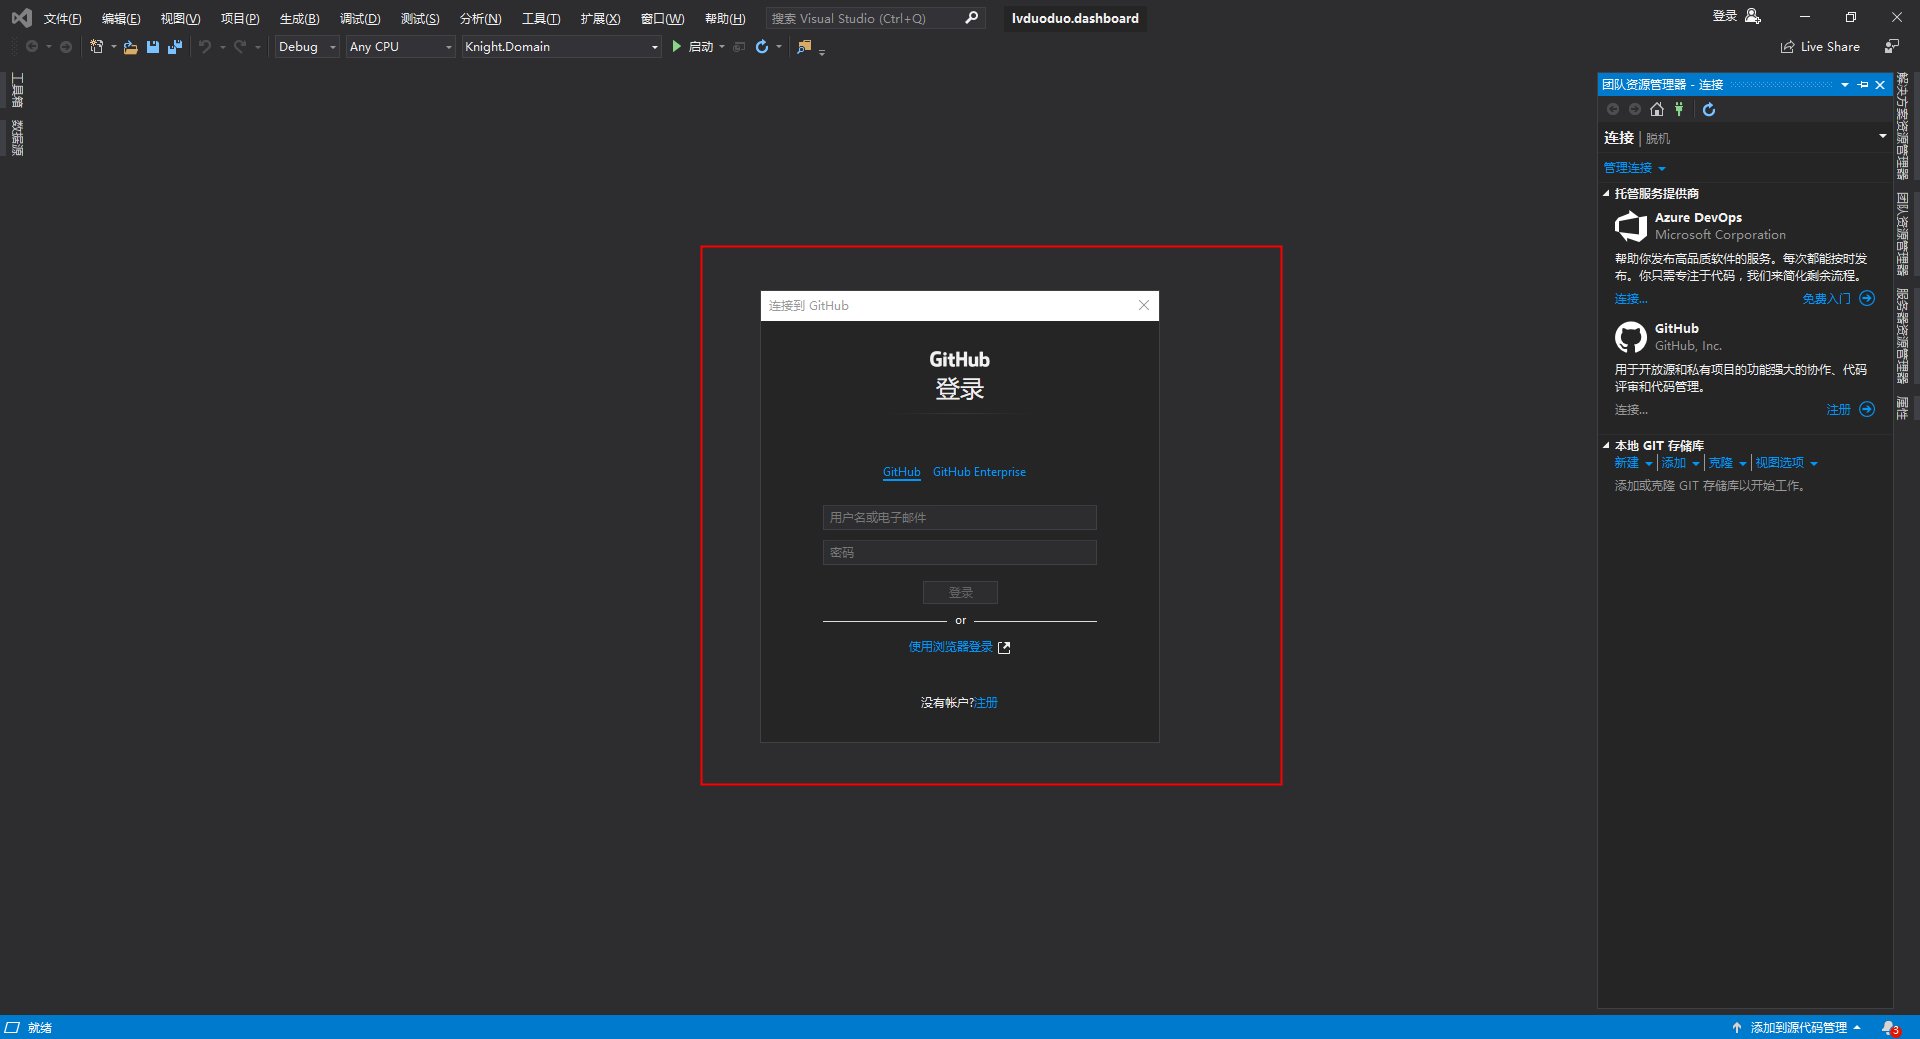 文件(F) 编辑(E) 视图(V) 项目(P) 生成(B) 调试(D) 测试(S) 分析(N) 工具(T) 扩展(X) 窗口(W) 帮助(H) 搜索 Visual Studio (Ctrl+Q) lvduoduo.dashboard 登录
Debug Any CPU Knight.Domain 启动 Live Share
工具箱
数据源
连接到 GitHub
GitHub
登录
GitHub GitHub Enterprise
用户名或电子邮件
密码
登录
or
使用浏览器登录
没有帐户?注册
团队资源管理器 - 连接
连接 | 脱机
管理连接
托管服务提供商
Azure DevOps
Microsoft Corporation
帮助你发布高品质软件的服务。每次都能按时发
布。你只需专注于代码，我们来简化剩余流程。
连接... 免费入门
GitHub
GitHub, Inc.
用于开放源和私有项目的功能强大的协作、代码
评审和代码管理。
连接... 注册
本地 GIT 存储库
新建 添加 克隆 视图选项
添加或克隆 GIT 存储库以开始工作。
解决方案资源管理器
团队资源管理器
服务器资源管理器
属性
就绪 添加到源代码管理 3